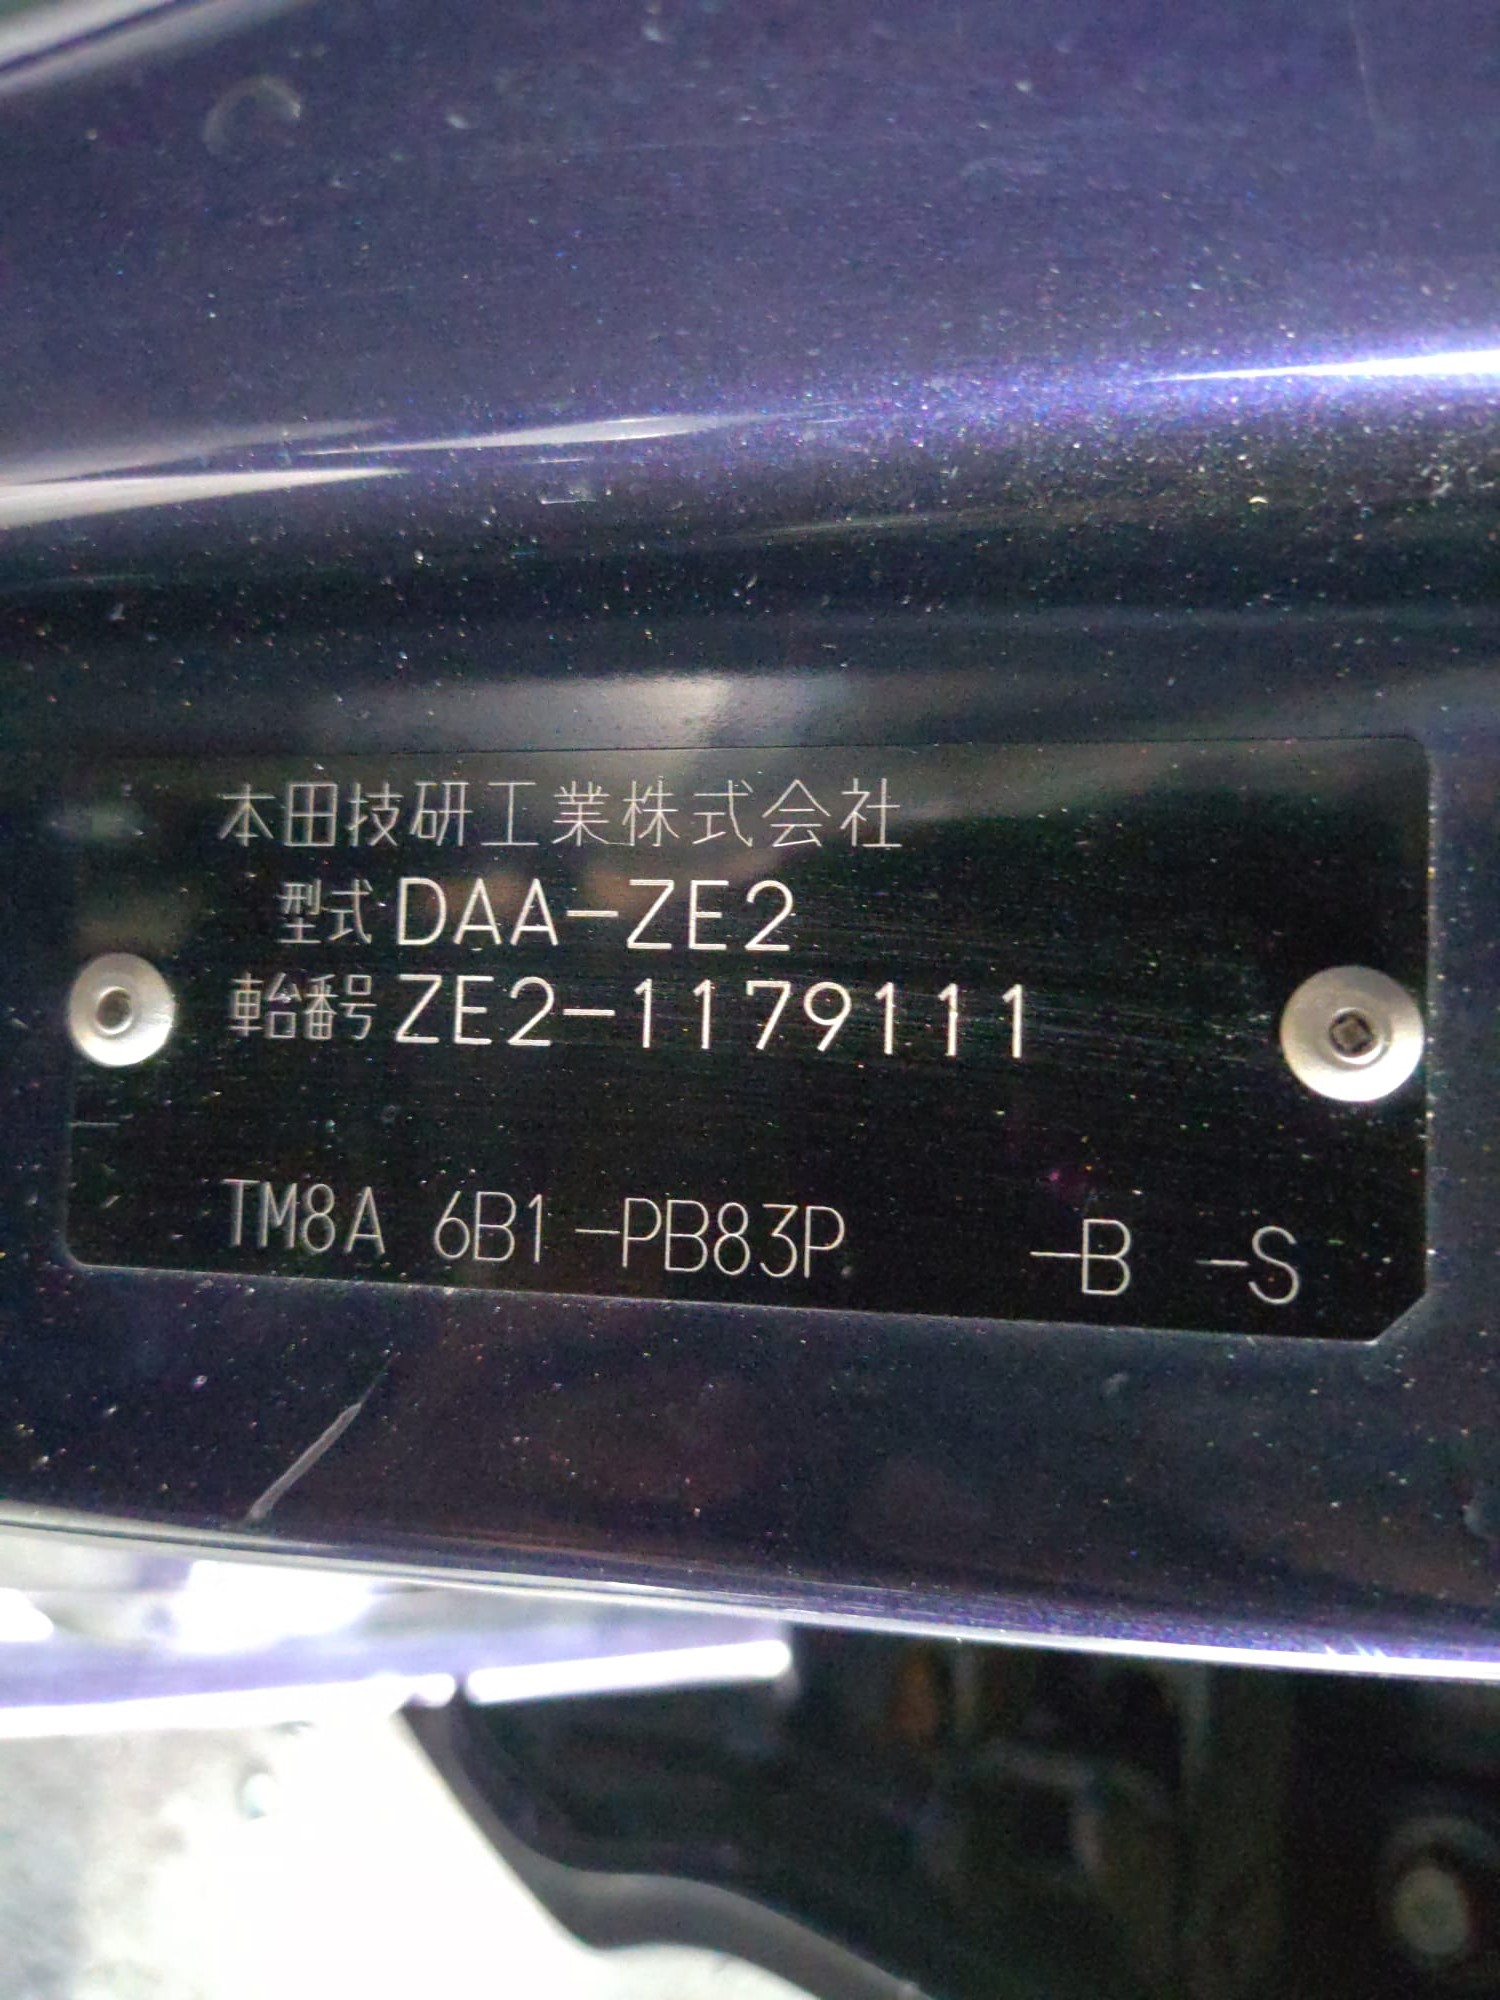 本田技研工業株式会社
型式 DAA-ZE2
車台番号 ZE2-1179111
TM8A 6B1-PB83P -B -S